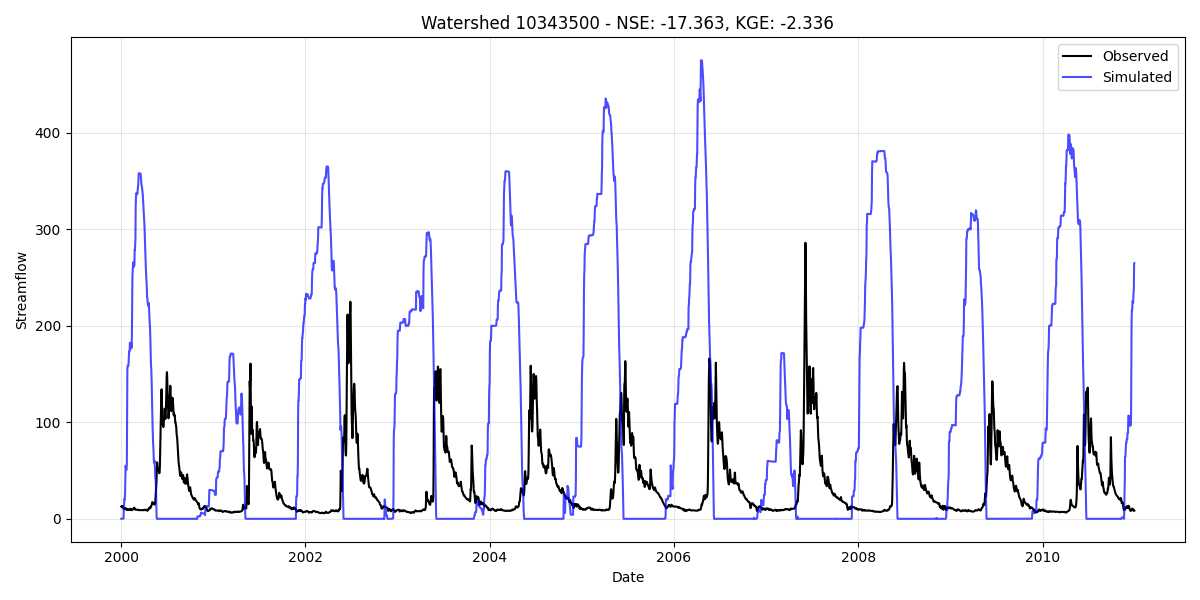 Watershed 10343500 - NSE: -17.363, KGE: -2.336
Observed
Simulated
Streamflow
400
300
200
100
0
2000 2002 2004 2006 2008 2010
Date